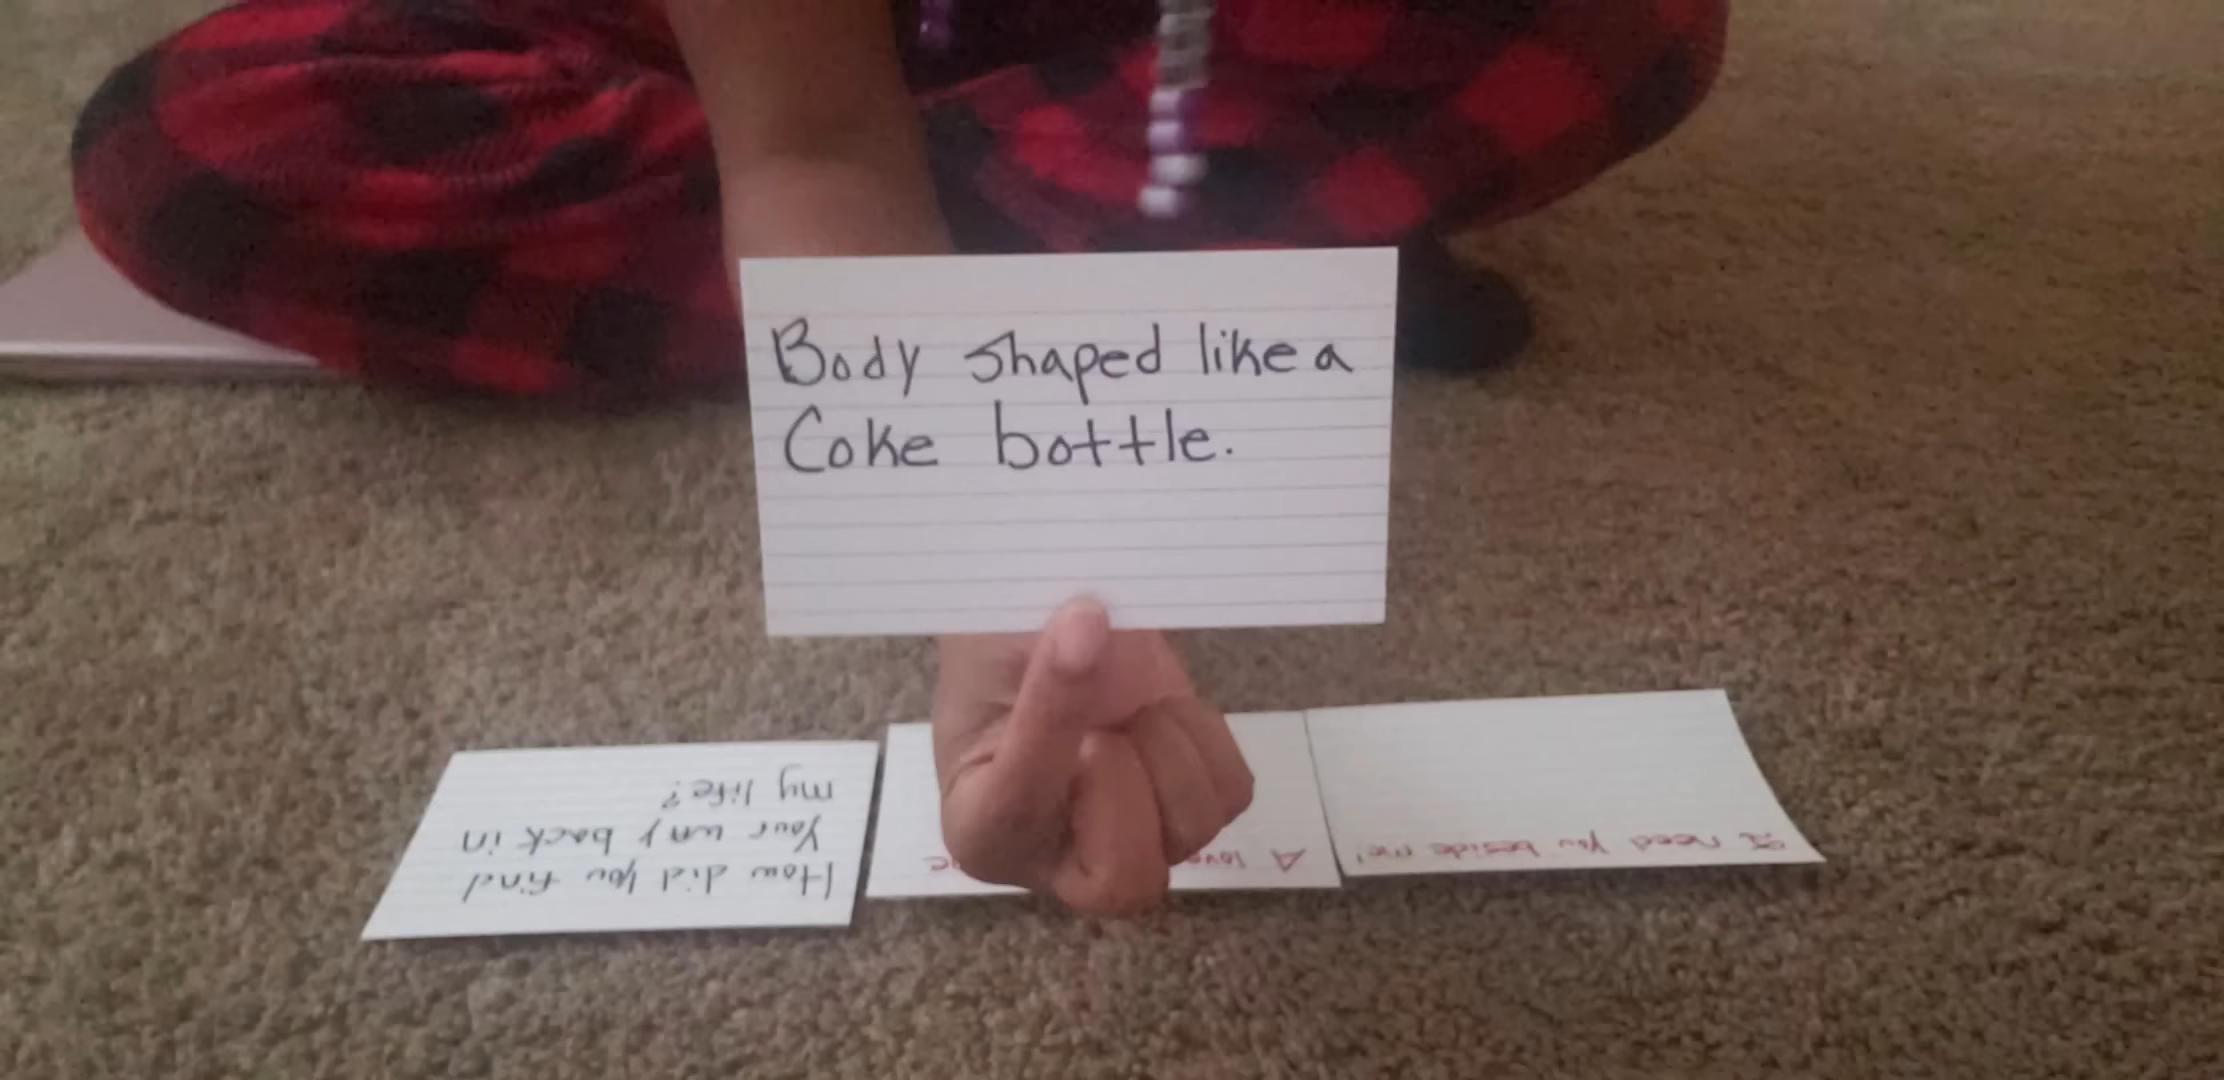 Body shaped like a
Coke bottle.
How did you find
your way back in
my life?
A love
I need you beside me!